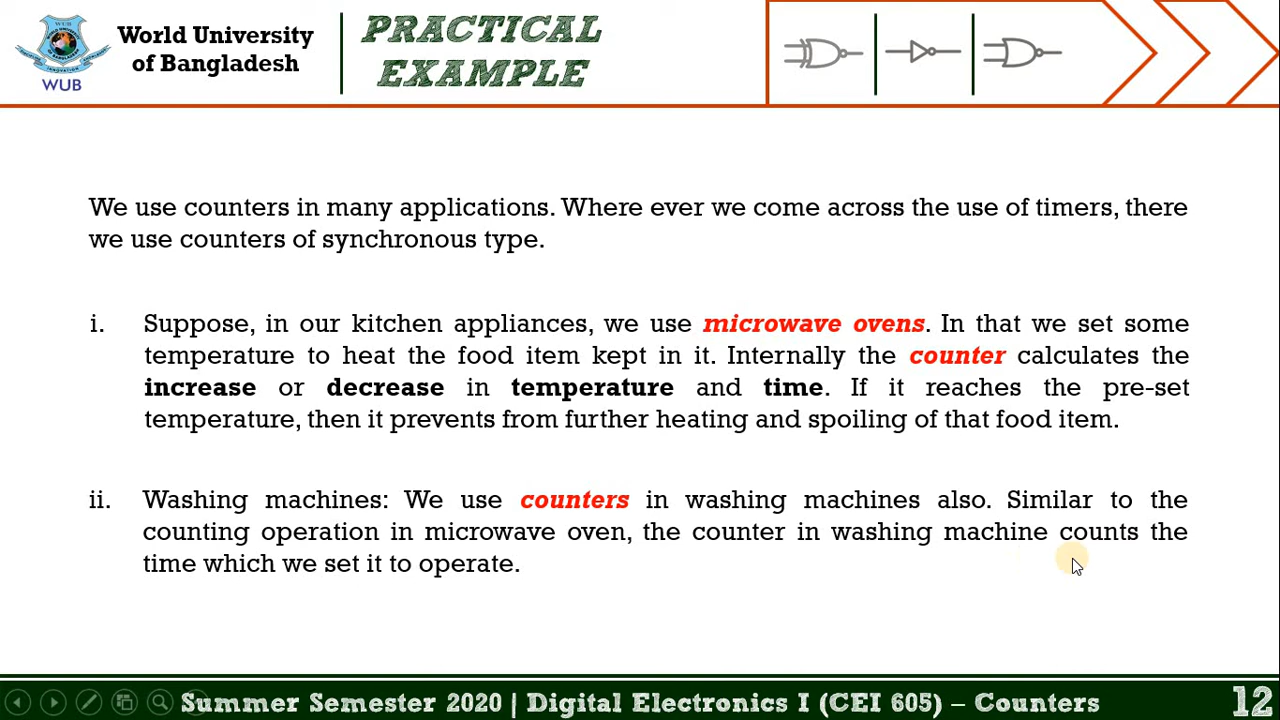 World University
of Bangladesh
WUB
PRACTICAL
EXAMPLE
We use counters in many applications. Where ever we come across the use of timers, there
we use counters of synchronous type.
i. Suppose, in our kitchen appliances, we use microwave ovens. In that we set some
temperature to heat the food item kept in it. Internally the counter calculates the
increase or decrease in temperature and time. If it reaches the pre-set
temperature, then it prevents from further heating and spoiling of that food item.
ii. Washing machines: We use counters in washing machines also. Similar to the
counting operation in microwave oven, the counter in washing machine counts the
time which we set it to operate.
Summer Semester 2020 | Digital Electronics I (CEI 605) – Counters
12